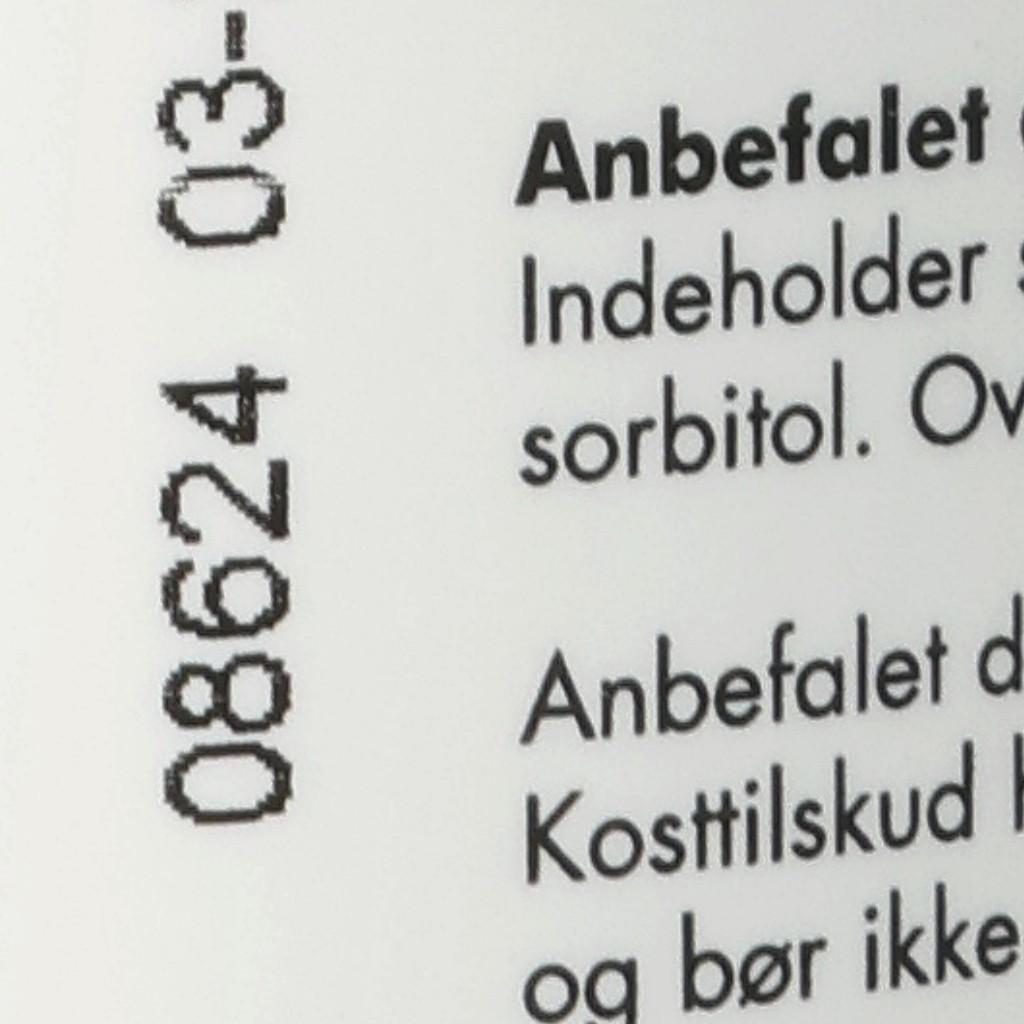 08624 03-
Anbefalet
Indeholder
sorbitol. Ov
Anbefalet d
Kosttilskud h
og bør ikke